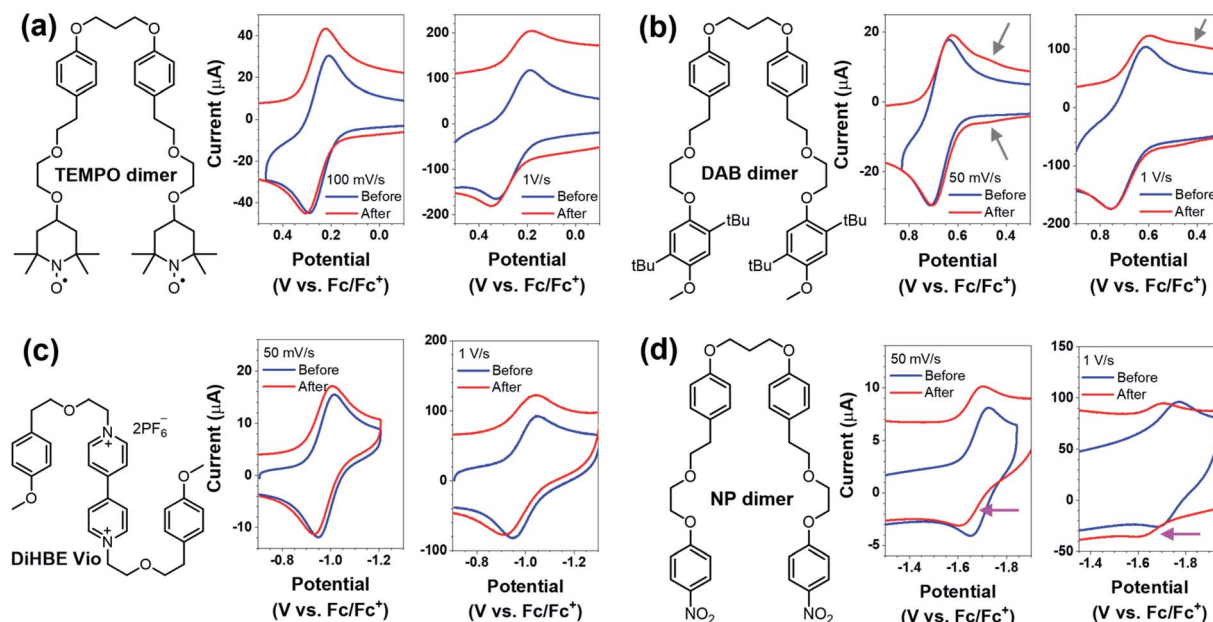 (a)
O
O
O
O
TEMPO dimer
O
O
N
N
O•
O•
Current (µA)
40
20
0
-20
-40
100 mV/s
Before
After
0.4
0.2
0.0
Potential
(V vs. Fc/Fc+)
200
100
0
-100
-200
1V/s
Before
After
0.4
0.2
0.0
Potential
(V vs. Fc/Fc+)
(b)
O
O
O
O
DAB dimer
O
O
tBu
tBu
tBu
tBu
O
O
Current (µA)
20
0
-20
50 mV/s
Before
After
0.8
0.6
0.4
Potential
(V vs. Fc/Fc+)
200
100
0
-100
-200
1 V/s
Before
After
0.8
0.6
0.4
Potential
(V vs. Fc/Fc+)
(c)
O
N
+
2PF6−
O
O
+
N
O
DiHBE Vio
Current (µA)
20
10
0
-10
50 mV/s
Before
After
-0.8
-1.0
-1.2
Potential
(V vs. Fc/Fc+)
200
100
0
-100
1 V/s
Before
After
-0.8
-1.0
-1.2
Potential
(V vs. Fc/Fc+)
(d)
O
O
O
O
NP dimer
O
O
NO2
NO2
Current (µA)
10
5
0
-5
50 mV/s
Before
After
-1.4
-1.6
-1.8
Potential
(V vs. Fc/Fc+)
150
100
50
0
-50
1 V/s
Before
After
-1.4
-1.6
-1.8
Potential
(V vs. Fc/Fc+)